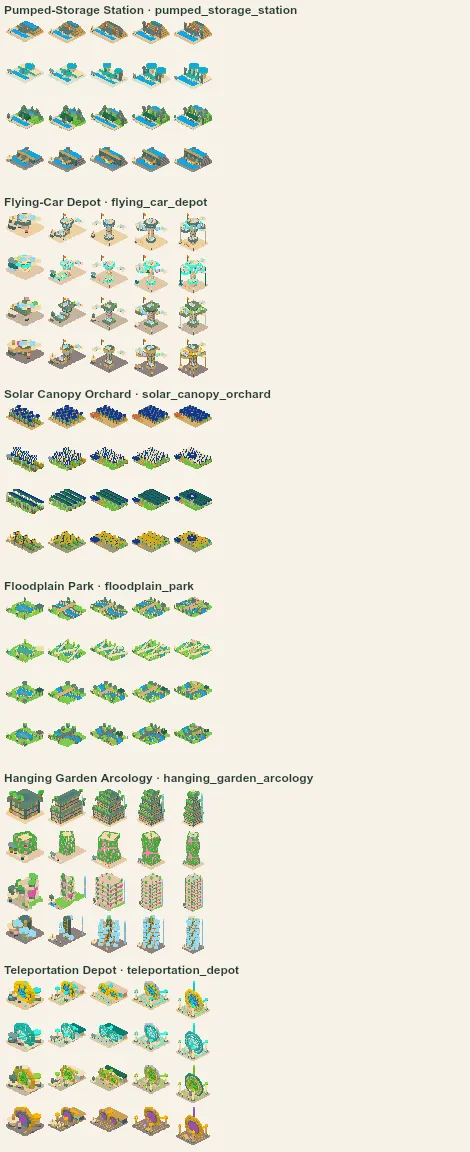 Pumped-Storage Station · pumped_storage_station
Flying-Car Depot · flying_car_depot
Solar Canopy Orchard · solar_canopy_orchard
Floodplain Park · floodplain_park
Hanging Garden Arcology · hanging_garden_arcology
Teleportation Depot · teleportation_depot